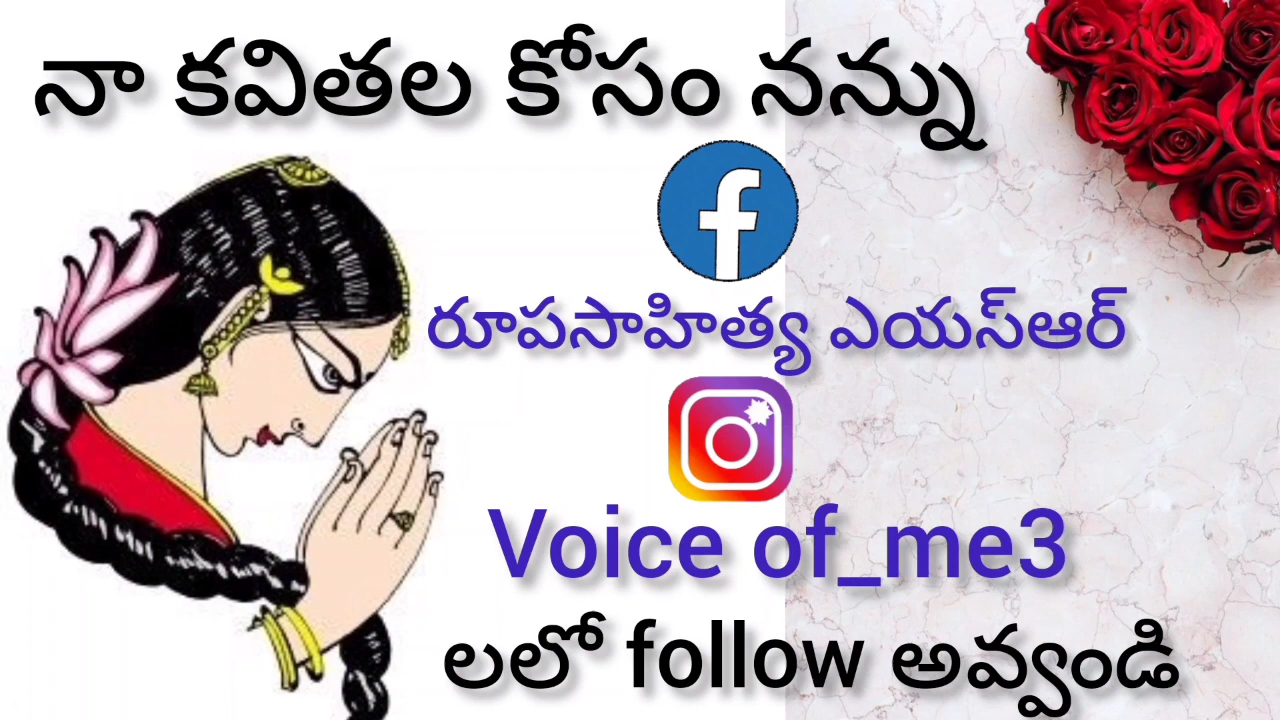 నా కవితల కోసం నన్ను
రూపసాహిత్య ఎయస్ఆర్
Voice of_me3
లలో follow అవ్వండి